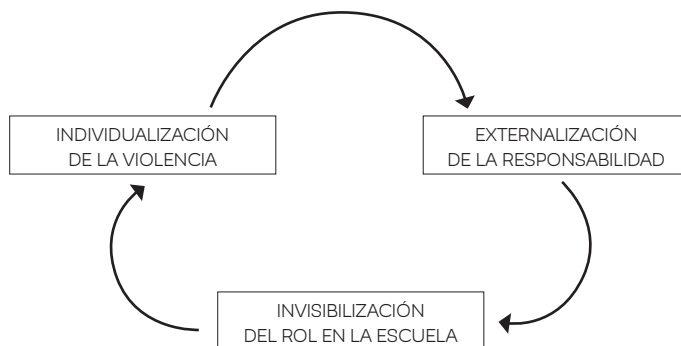 INDIVIDUALIZACIÓN
DE LA VIOLENCIA
EXTERNALIZACIÓN
DE LA RESPONSABILIDAD
INVISIBILIZACIÓN
DEL ROL EN LA ESCUELA